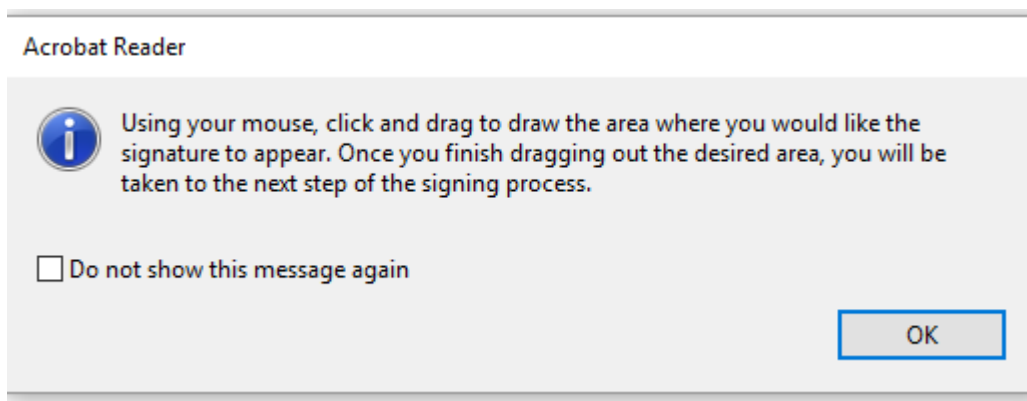 Acrobat Reader
Using your mouse, click and drag to draw the area where you would like the
signature to appear. Once you finish dragging out the desired area, you will be
taken to the next step of the signing process.
Do not show this message again
OK